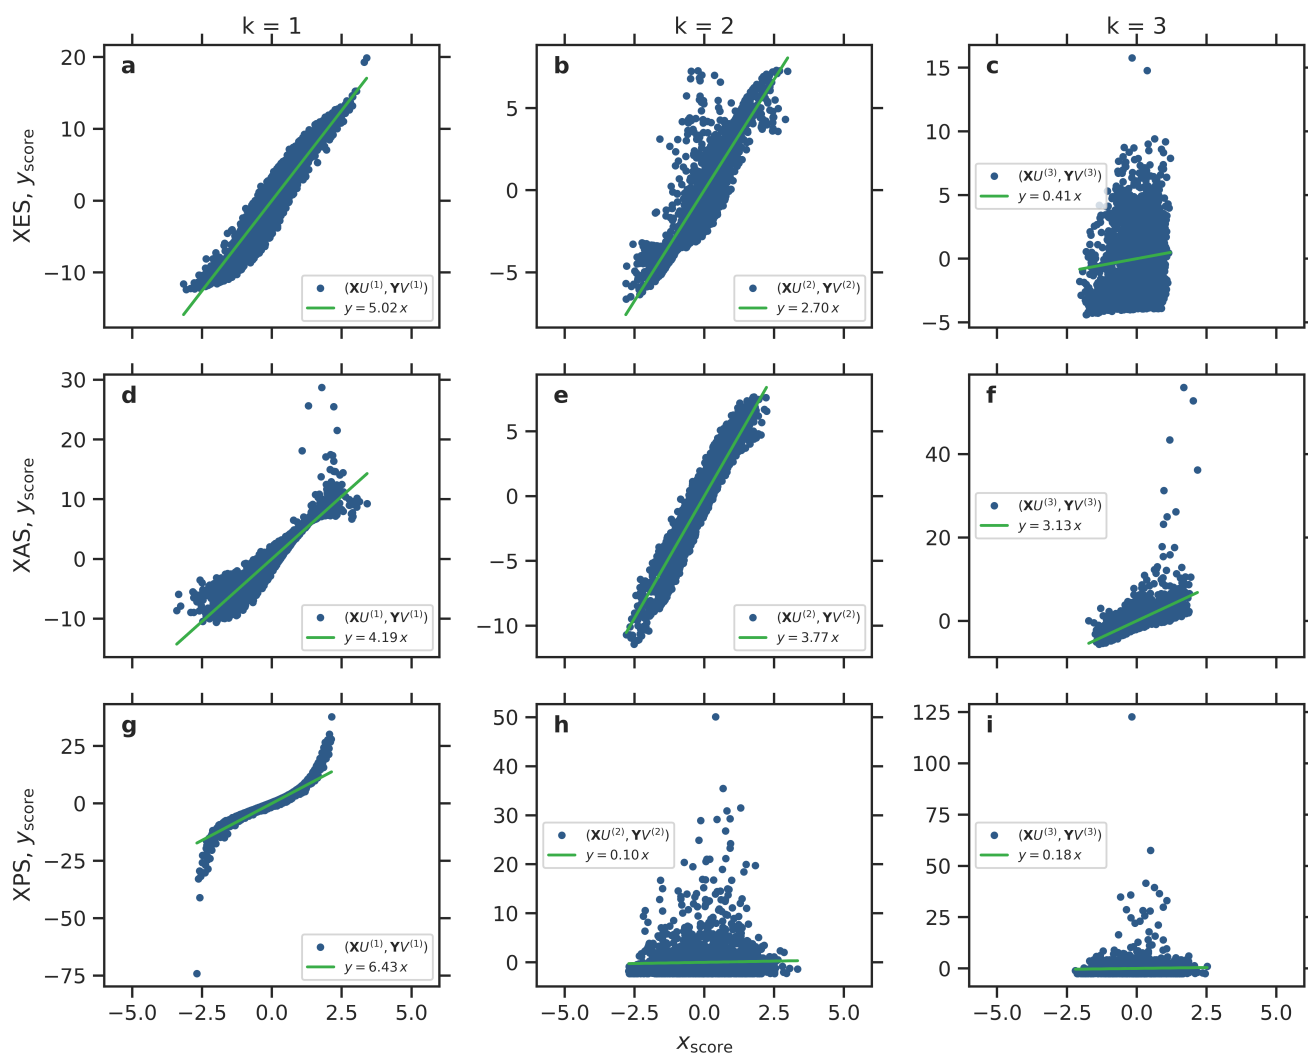 k = 1
k = 2
k = 3
XES, y_score
a
20
10
0
−10
(XU^(1), YV^(1))
y = 5.02 x
b
5
0
−5
(XU^(2), YV^(2))
y = 2.70 x
c
15
10
5
0
−5
(XU^(3), YV^(3))
y = 0.41 x
XAS, y_score
d
30
20
10
0
−10
(XU^(1), YV^(1))
y = 4.19 x
e
5
0
−5
−10
(XU^(2), YV^(2))
y = 3.77 x
f
40
20
0
(XU^(3), YV^(3))
y = 3.13 x
XPS, y_score
g
25
0
−25
−50
−75
(XU^(1), YV^(1))
y = 6.43 x
−5.0 −2.5 0.0 2.5 5.0
h
50
40
30
20
10
0
(XU^(2), YV^(2))
y = 0.10 x
−5.0 −2.5 0.0 2.5 5.0
i
125
100
75
50
25
0
(XU^(3), YV^(3))
y = 0.18 x
−5.0 −2.5 0.0 2.5 5.0
x_score